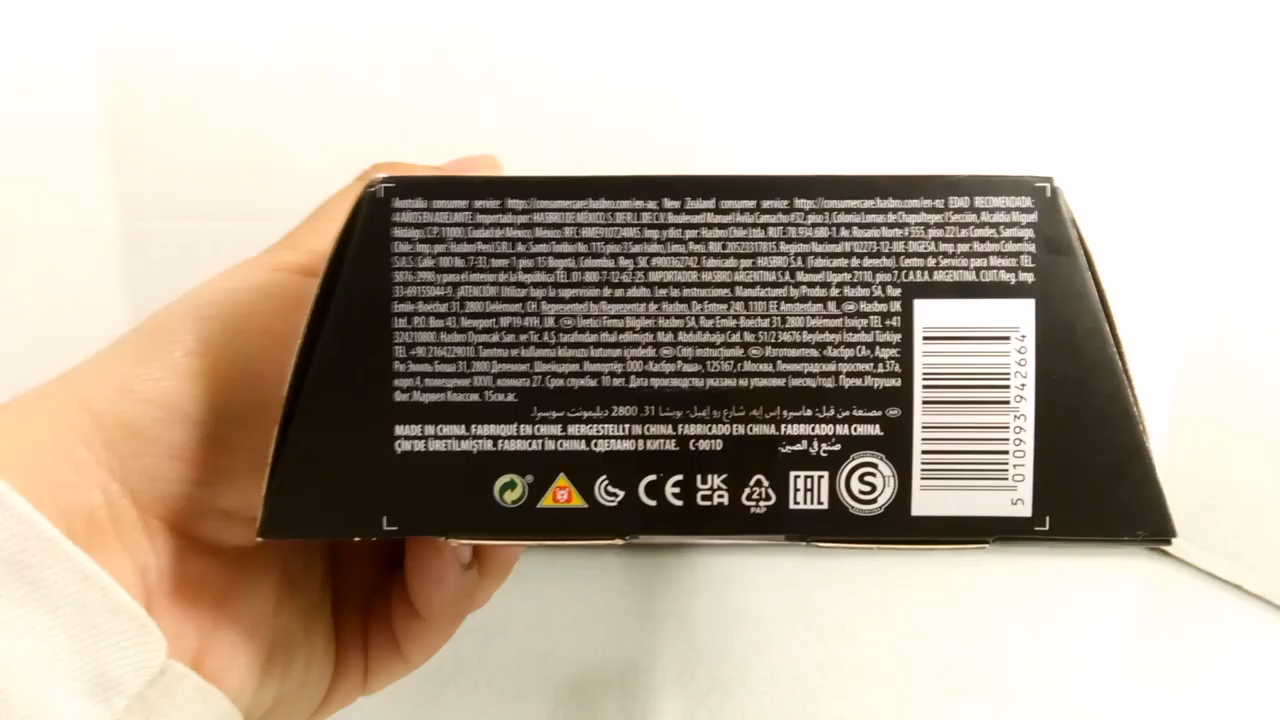 Australia consumer service: https://consumercare.hasbro.com/en-au; New Zealand consumer service: https://consumercare.hasbro.com/en-nz EDAD RECOMENDADA:
4 AÑOS EN ADELANTE. Importado por: HASBRO DE MÉXICO, S. DE R.L. DE C.V. Boulevard Manuel Ávila Camacho #32, piso 3, Colonia Lomas de Chapultepec I Sección, Alcaldía Miguel
Hidalgo, C.P. 11000, Ciudad de México, México. RFC: HME910724IM5. Imp. y dist. por: Hasbro Chile Ltda. RUT: 78.934.680-1. Av. Rosario Norte # 555, piso 22 Las Condes, Santiago,
Chile. Imp. por: Hasbro Perú S.R.L. Av. Santo Toribio No. 115 piso 3 San Isidro, Lima, Perú. RUC: 20523317815. Registro Nacional N°02273-12-JUE-DIGESA. Imp. por: Hasbro Colombia
S.A.S. Calle 100 No. 7-33, torre 1 piso 15 Bogotá, Colombia. Reg. SIC #900362742. Fabricado por: HASBRO S.A. (Fabricante de derecho). Centro de Servicio para México: TEL.
5876-2998 y para el interior de la República TEL. 01-800-7-12-62-25. IMPORTADOR: HASBRO ARGENTINA S.A., Manuel Ugarte 2110, piso 7, C.A.B.A. ARGENTINA. CUIT/Reg. Imp.
33-69155044-9. ¡ATENCIÓN! Utilizar bajo la supervisión de un adulto. Lee las instrucciones. Manufactured by/Produs de: Hasbro SA, Rue
Emile-Boéchat 31, 2800 Delémont, CH. Represented by/Reprezentat de: Hasbro, De Entree 240, 1101 EE Amsterdam, NL. GB Hasbro UK
Ltd., P.O. Box 43, Newport, NP19 4YH, UK. TR Üretici Firma Bilgileri: Hasbro SA, Rue Emile-Boéchat 31, 2800 Delémont İsviçre TEL +41
324210800. Hasbro Oyuncak San. ve Tic. A.Ş. tarafından ithal edilmiştir. Mah. Abdullahağa Cad. No: 51/2 34676 Beylerbeyi İstanbul Türkiye
TEL +90 2164229010. Tanıtma ve kullanma kılavuzu kutunun içindedir. RO Citiți instrucțiunile. RU Изготовитель: «Хасбро СА», Адрес:
Рю Эмиль Боша 31, 2800 Делемонт, Швейцария. Импортёр: ООО «Хасбро Раша», 125167, г.Москва, Ленинградский проспект, д.37а,
корп.4, помещение XXVII, комната 27. Срок службы: 10 лет. Дата производства указана на упаковке (месяц/год). Прем.Игрушка
Фиг.Марвел Классик. 15см.ас.
AR مصنعة من قبل: هاسبرو إس إيه، شارع رو إميل- بويشا 31, 2800 ديليمونت سويسرا.
MADE IN CHINA. FABRIQUÉ EN CHINE. HERGESTELLT IN CHINA. FABRICADO EN CHINA. FABRICADO NA CHINA.
ÇİN'DE ÜRETİLMİŞTİR. FABRICAT ÎN CHINA. СДЕЛАНО В КИТАЕ. C-001D صُنع في الصين.
CE UK CA 21 PAP EAC S
5 010993 942664